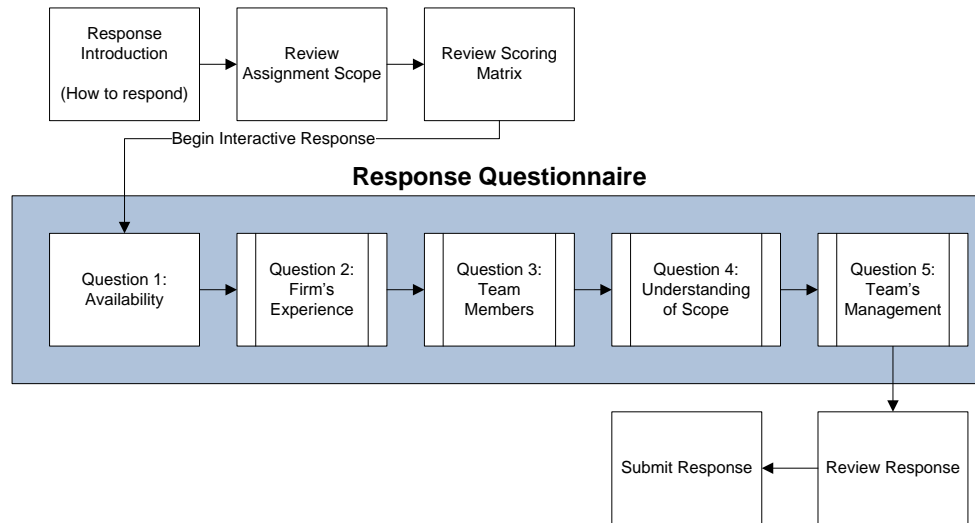 Response
Introduction
(How to respond)
Review
Assignment Scope
Review Scoring
Matrix
Begin Interactive Response
Response Questionnaire
Question 1:
Availability
Question 2:
Firm's
Experience
Question 3:
Team
Members
Question 4:
Understanding
of Scope
Question 5:
Team's
Management
Submit Response
Review Response